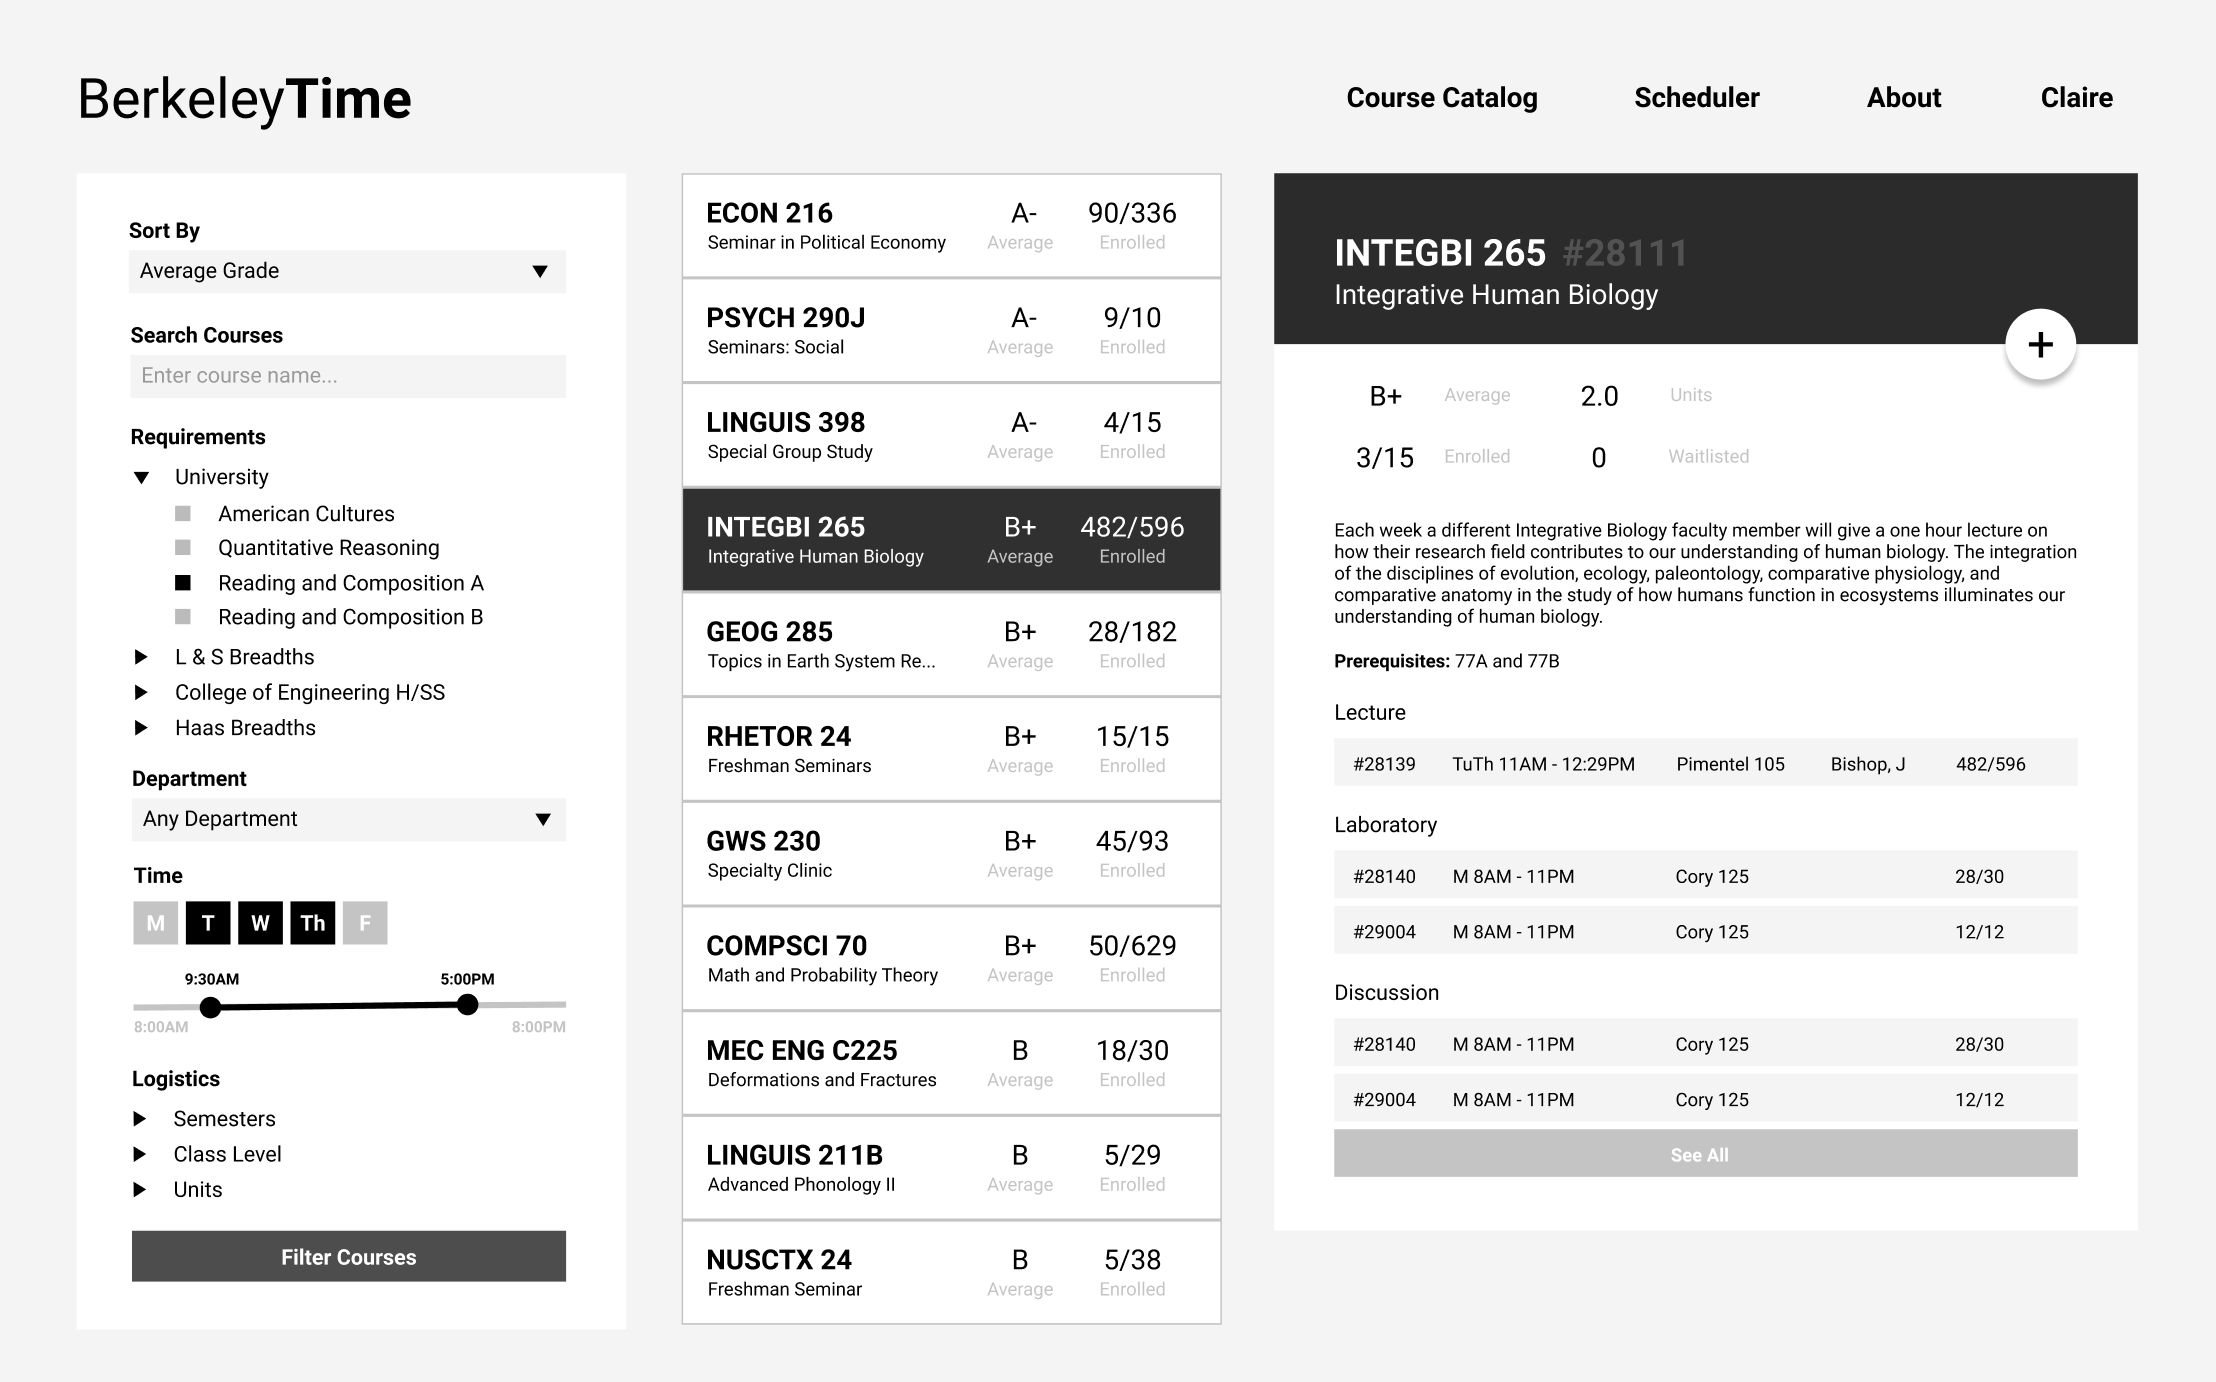 BerkeleyTime
Course Catalog
Scheduler
About
Claire
Sort By
Average Grade
Search Courses
Enter course name...
Requirements
University
American Cultures
Quantitative Reasoning
Reading and Composition A
Reading and Composition B
L & S Breadths
College of Engineering H/SS
Haas Breadths
Department
Any Department
Time
M T W Th F
9:30AM 5:00PM
8:00AM 8:00PM
Logistics
Semesters
Class Level
Units
Filter Courses
ECON 216 A- 90/336
Seminar in Political Economy Average Enrolled
PSYCH 290J A- 9/10
Seminars: Social Average Enrolled
LINGUIS 398 A- 4/15
Special Group Study Average Enrolled
INTEGBI 265 B+ 482/596
Integrative Human Biology Average Enrolled
GEOG 285 B+ 28/182
Topics in Earth System Re... Average Enrolled
RHETOR 24 B+ 15/15
Freshman Seminars Average Enrolled
GWS 230 B+ 45/93
Specialty Clinic Average Enrolled
COMPSCI 70 B+ 50/629
Math and Probability Theory Average Enrolled
MEC ENG C225 B 18/30
Deformations and Fractures Average Enrolled
LINGUIS 211B B 5/29
Advanced Phonology II Average Enrolled
NUSCTX 24 B 5/38
Freshman Seminar Average Enrolled
INTEGBI 265 #28111
Integrative Human Biology
+
B+ Average 2.0 Units
3/15 Enrolled 0 Waitlisted
Each week a different Integrative Biology faculty member will give a one hour lecture on
how their research field contributes to our understanding of human biology. The integration
of the disciplines of evolution, ecology, paleontology, comparative physiology, and
comparative anatomy in the study of how humans function in ecosystems illuminates our
understanding of human biology.
Prerequisites: 77A and 77B
Lecture
#28139 TuTh 11AM - 12:29PM Pimentel 105 Bishop, J 482/596
Laboratory
#28140 M 8AM - 11PM Cory 125 28/30
#29004 M 8AM - 11PM Cory 125 12/12
Discussion
#28140 M 8AM - 11PM Cory 125 28/30
#29004 M 8AM - 11PM Cory 125 12/12
See All